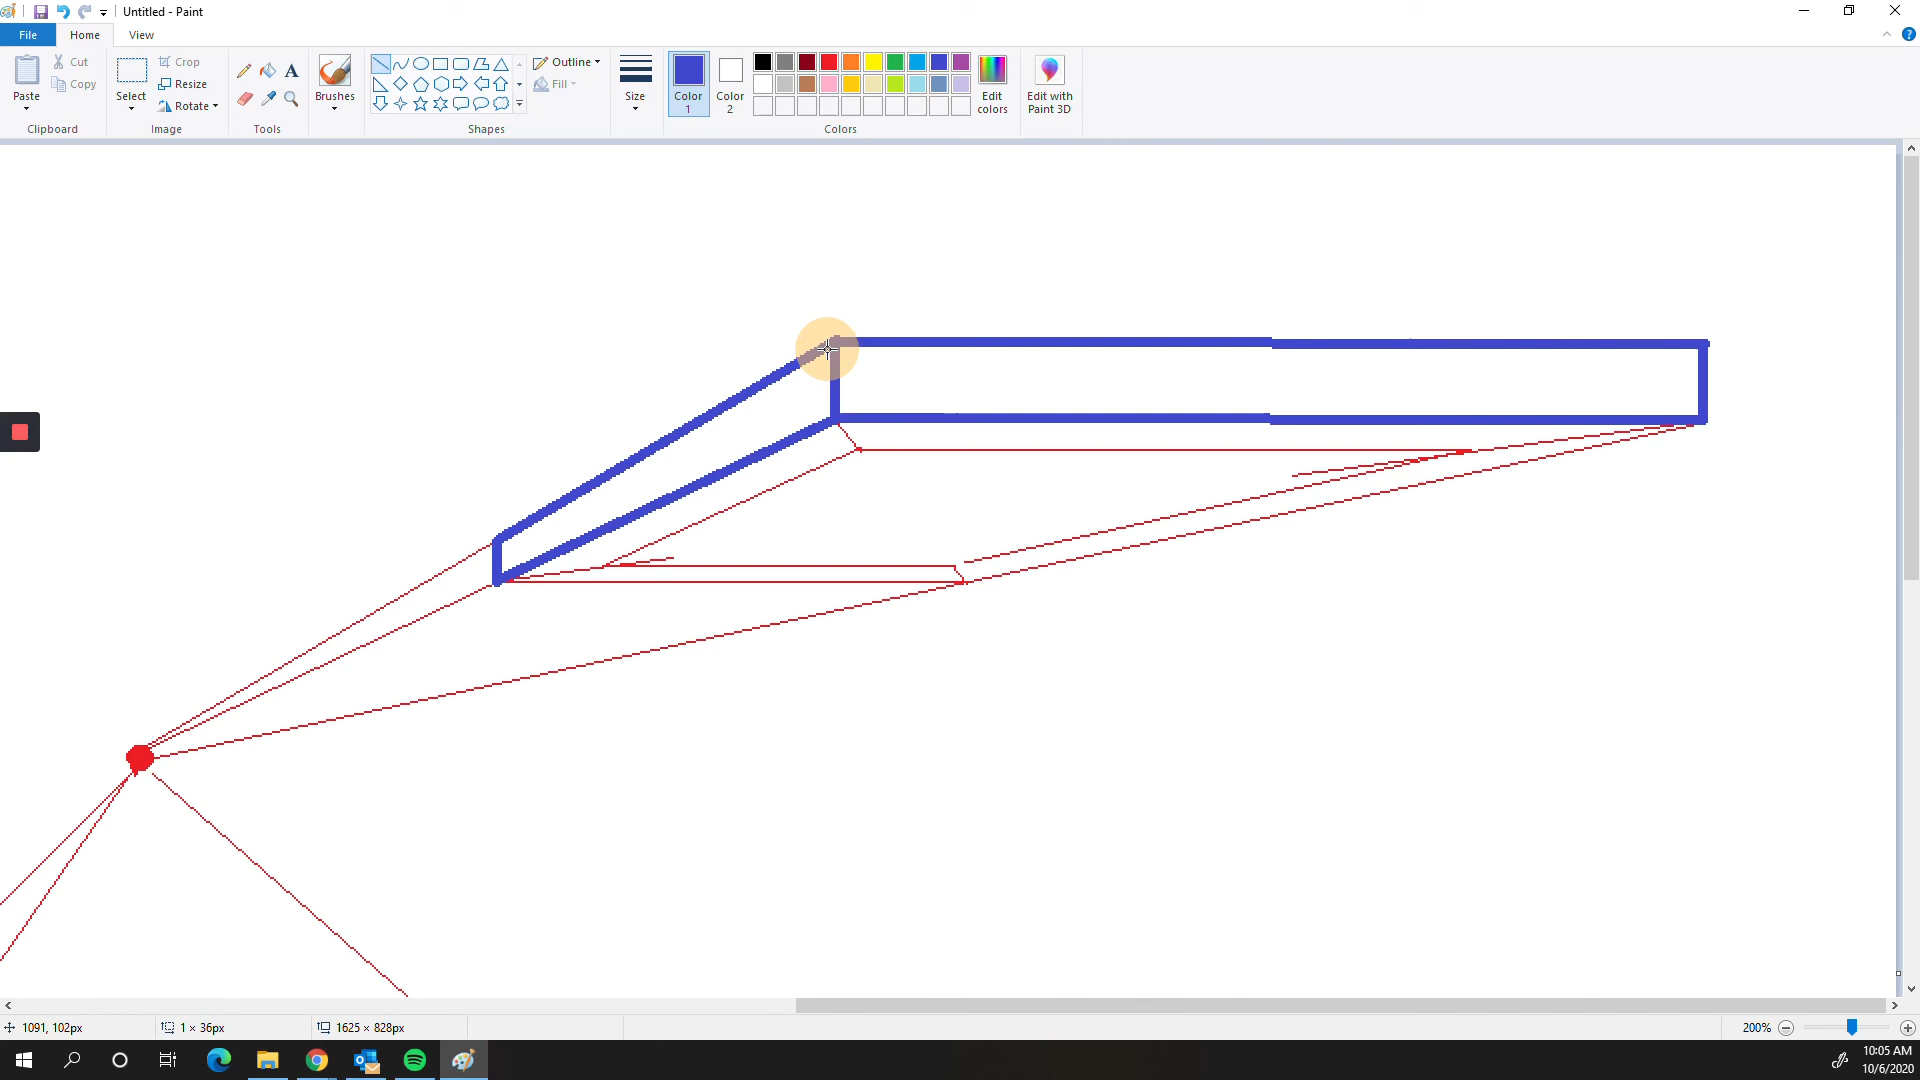 Untitled - Paint
File Home View
Paste
Cut
Copy
Clipboard
Select
Crop
Resize
Rotate
Image
A
Tools
Brushes
Shapes
Outline
Fill
Size
Color
1
Color
2
Edit
colors
Colors
Edit with
Paint 3D
1091, 102px
1 × 36px
1625 × 828px
200%
10:05 AM
10/6/2020